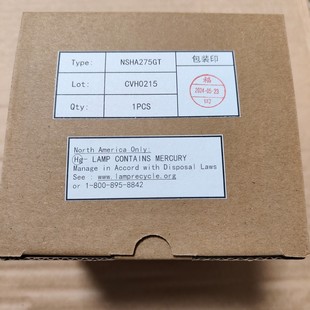 Type: NSHA275GT 包装印
Lot: CVH0215
Qty: 1PCS
North America Only:
Hg- LAMP CONTAINS MERCURY
Manage in Accord with Disposal Laws
See : www.lamprecycle.org
or 1-800-895-8842